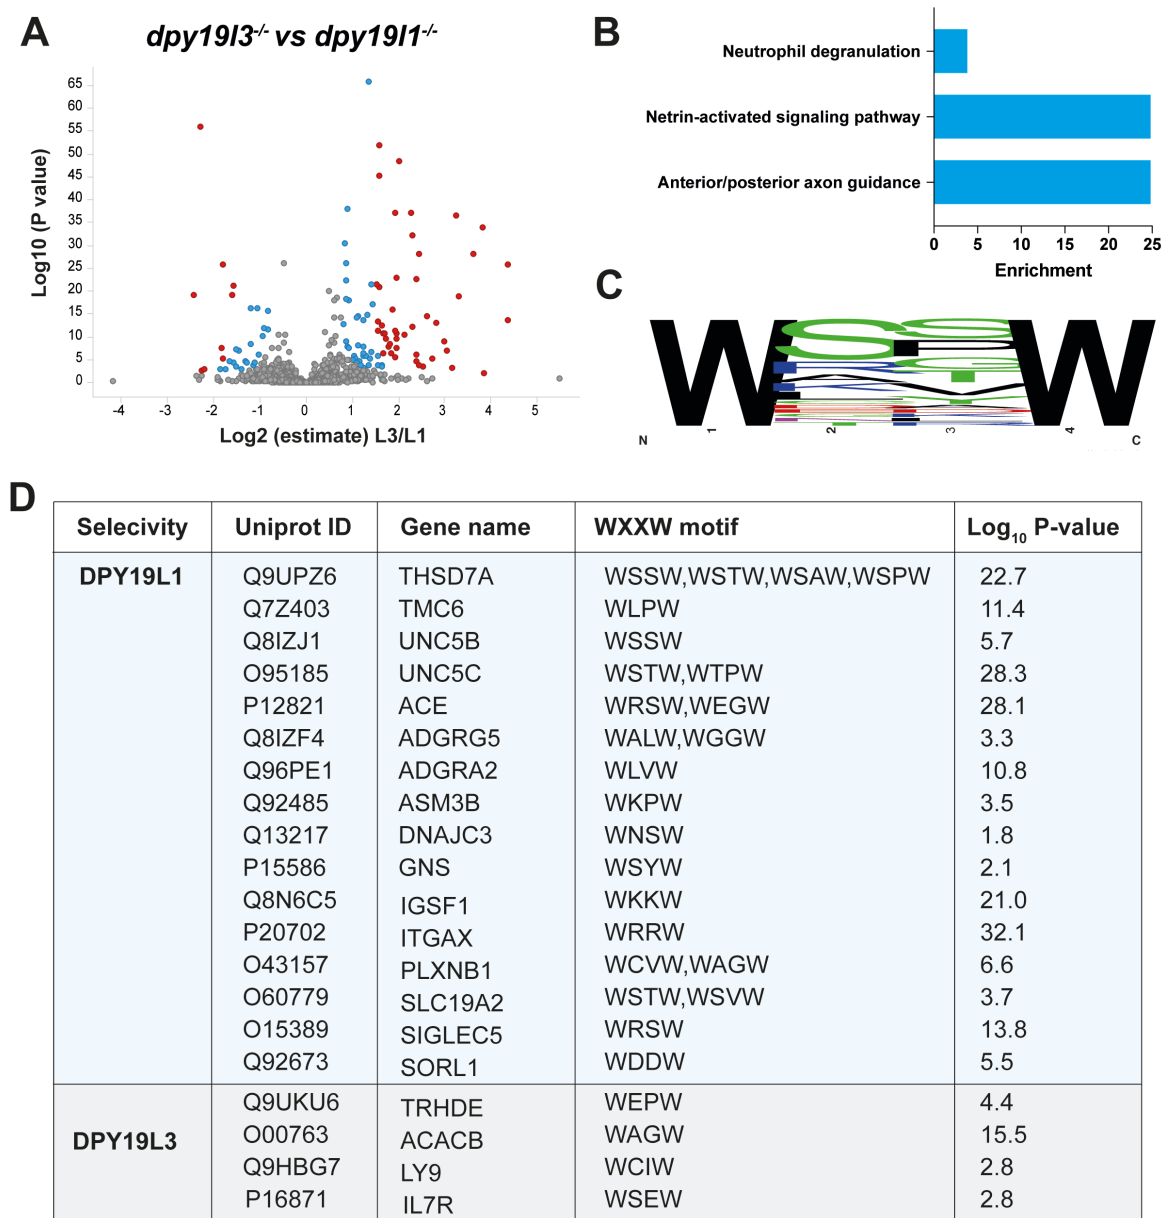 A
dpy19l3-/- vs dpy19l1-/-
Log10 (P value)
65
60
55
50
45
40
35
30
25
20
15
10
5
0
-4 -3 -2 -1 0 1 2 3 4 5
Log2 (estimate) L3/L1
B
Neutrophil degranulation
Netrin-activated signaling pathway
Anterior/posterior axon guidance
0 5 10 15 20 25
Enrichment
C
W S S W
N 1 2 3 4 C
D
Selecivity Uniprot ID Gene name WXXW motif Log10 P-value
DPY19L1 Q9UPZ6 THSD7A WSSW,WSTW,WSAW,WSPW 22.7
Q7Z403 TMC6 WLPW 11.4
Q8IZJ1 UNC5B WSSW 5.7
O95185 UNC5C WSTW,WTPW 28.3
P12821 ACE WRSW,WEGW 28.1
Q8IZF4 ADGRG5 WALW,WGGW 3.3
Q96PE1 ADGRA2 WLVW 10.8
Q92485 ASM3B WKPW 3.5
Q13217 DNAJC3 WNSW 1.8
P15586 GNS WSYW 2.1
Q8N6C5 IGSF1 WKKW 21.0
P20702 ITGAX WRRW 32.1
O43157 PLXNB1 WCVW,WAGW 6.6
O60779 SLC19A2 WSTW,WSVW 3.7
O15389 SIGLEC5 WRSW 13.8
Q92673 SORL1 WDDW 5.5
Q9UKU6 TRHDE WEPW 4.4
DPY19L3 O00763 ACACB WAGW 15.5
Q9HBG7 LY9 WCIW 2.8
P16871 IL7R WSEW 2.8